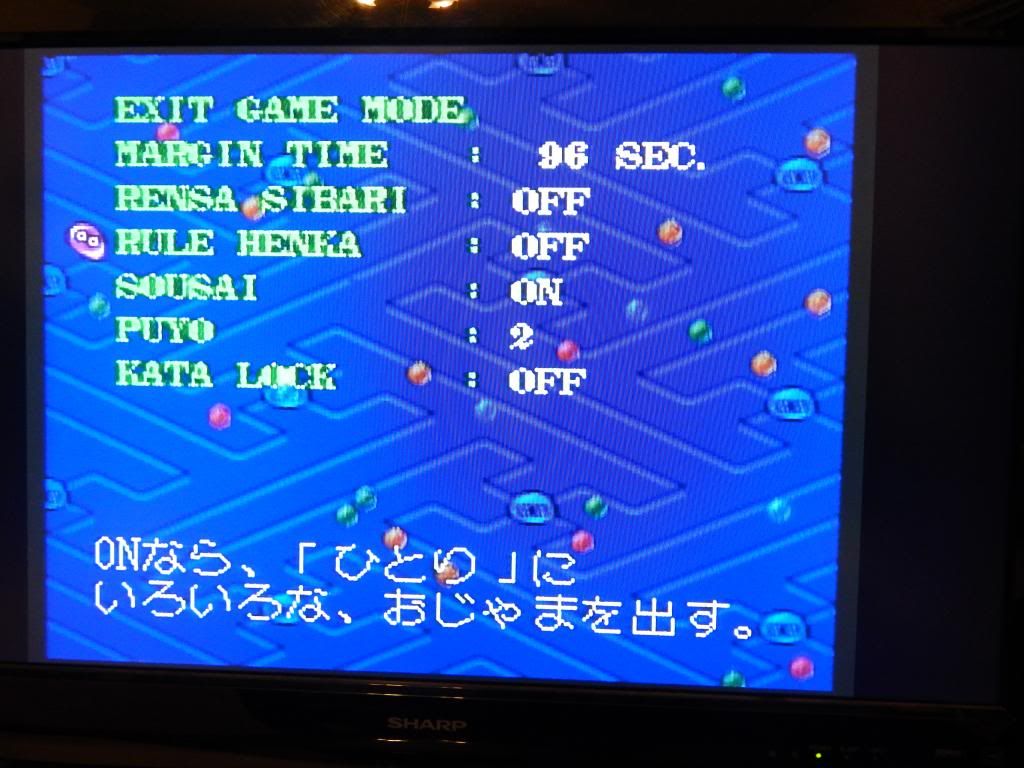 EXIT GAME MODE
MARGIN TIME : 96 SEC.
RENSA SIBARI : OFF
RULE HENKA : OFF
SOUSAI : ON
PUYO : 2
KATA LOCK : OFF
ONなら、「ひとり」に
いろいろな、おじゃまを出す。
SHARP